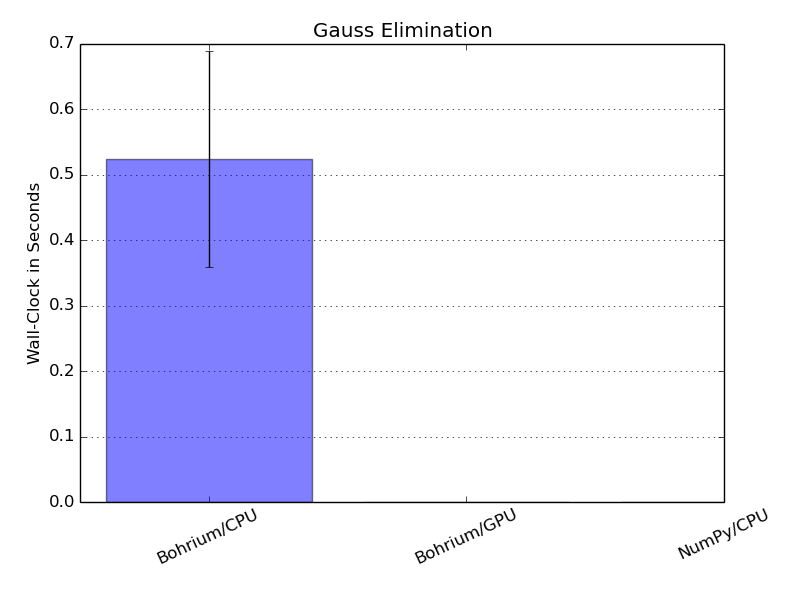 Gauss Elimination
Wall-Clock in Seconds
0.7
0.6
0.5
0.4
0.3
0.2
0.1
0.0
Bohrium/CPU
Bohrium/GPU
NumPy/CPU